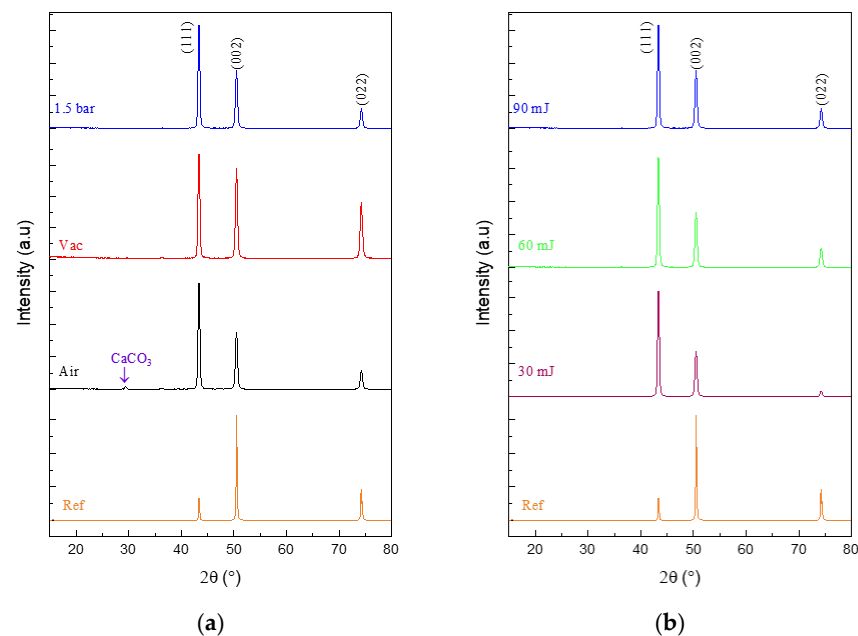 (111)
(002)
(022)
1.5 bar
Vac
CaCO₃
Air
Ref
Intensity (a.u)
20 30 40 50 60 70 80
2θ (°)
(a)
(111)
(002)
(022)
90 mJ
60 mJ
30 mJ
Ref
Intensity (a.u)
20 30 40 50 60 70 80
2θ (°)
(b)